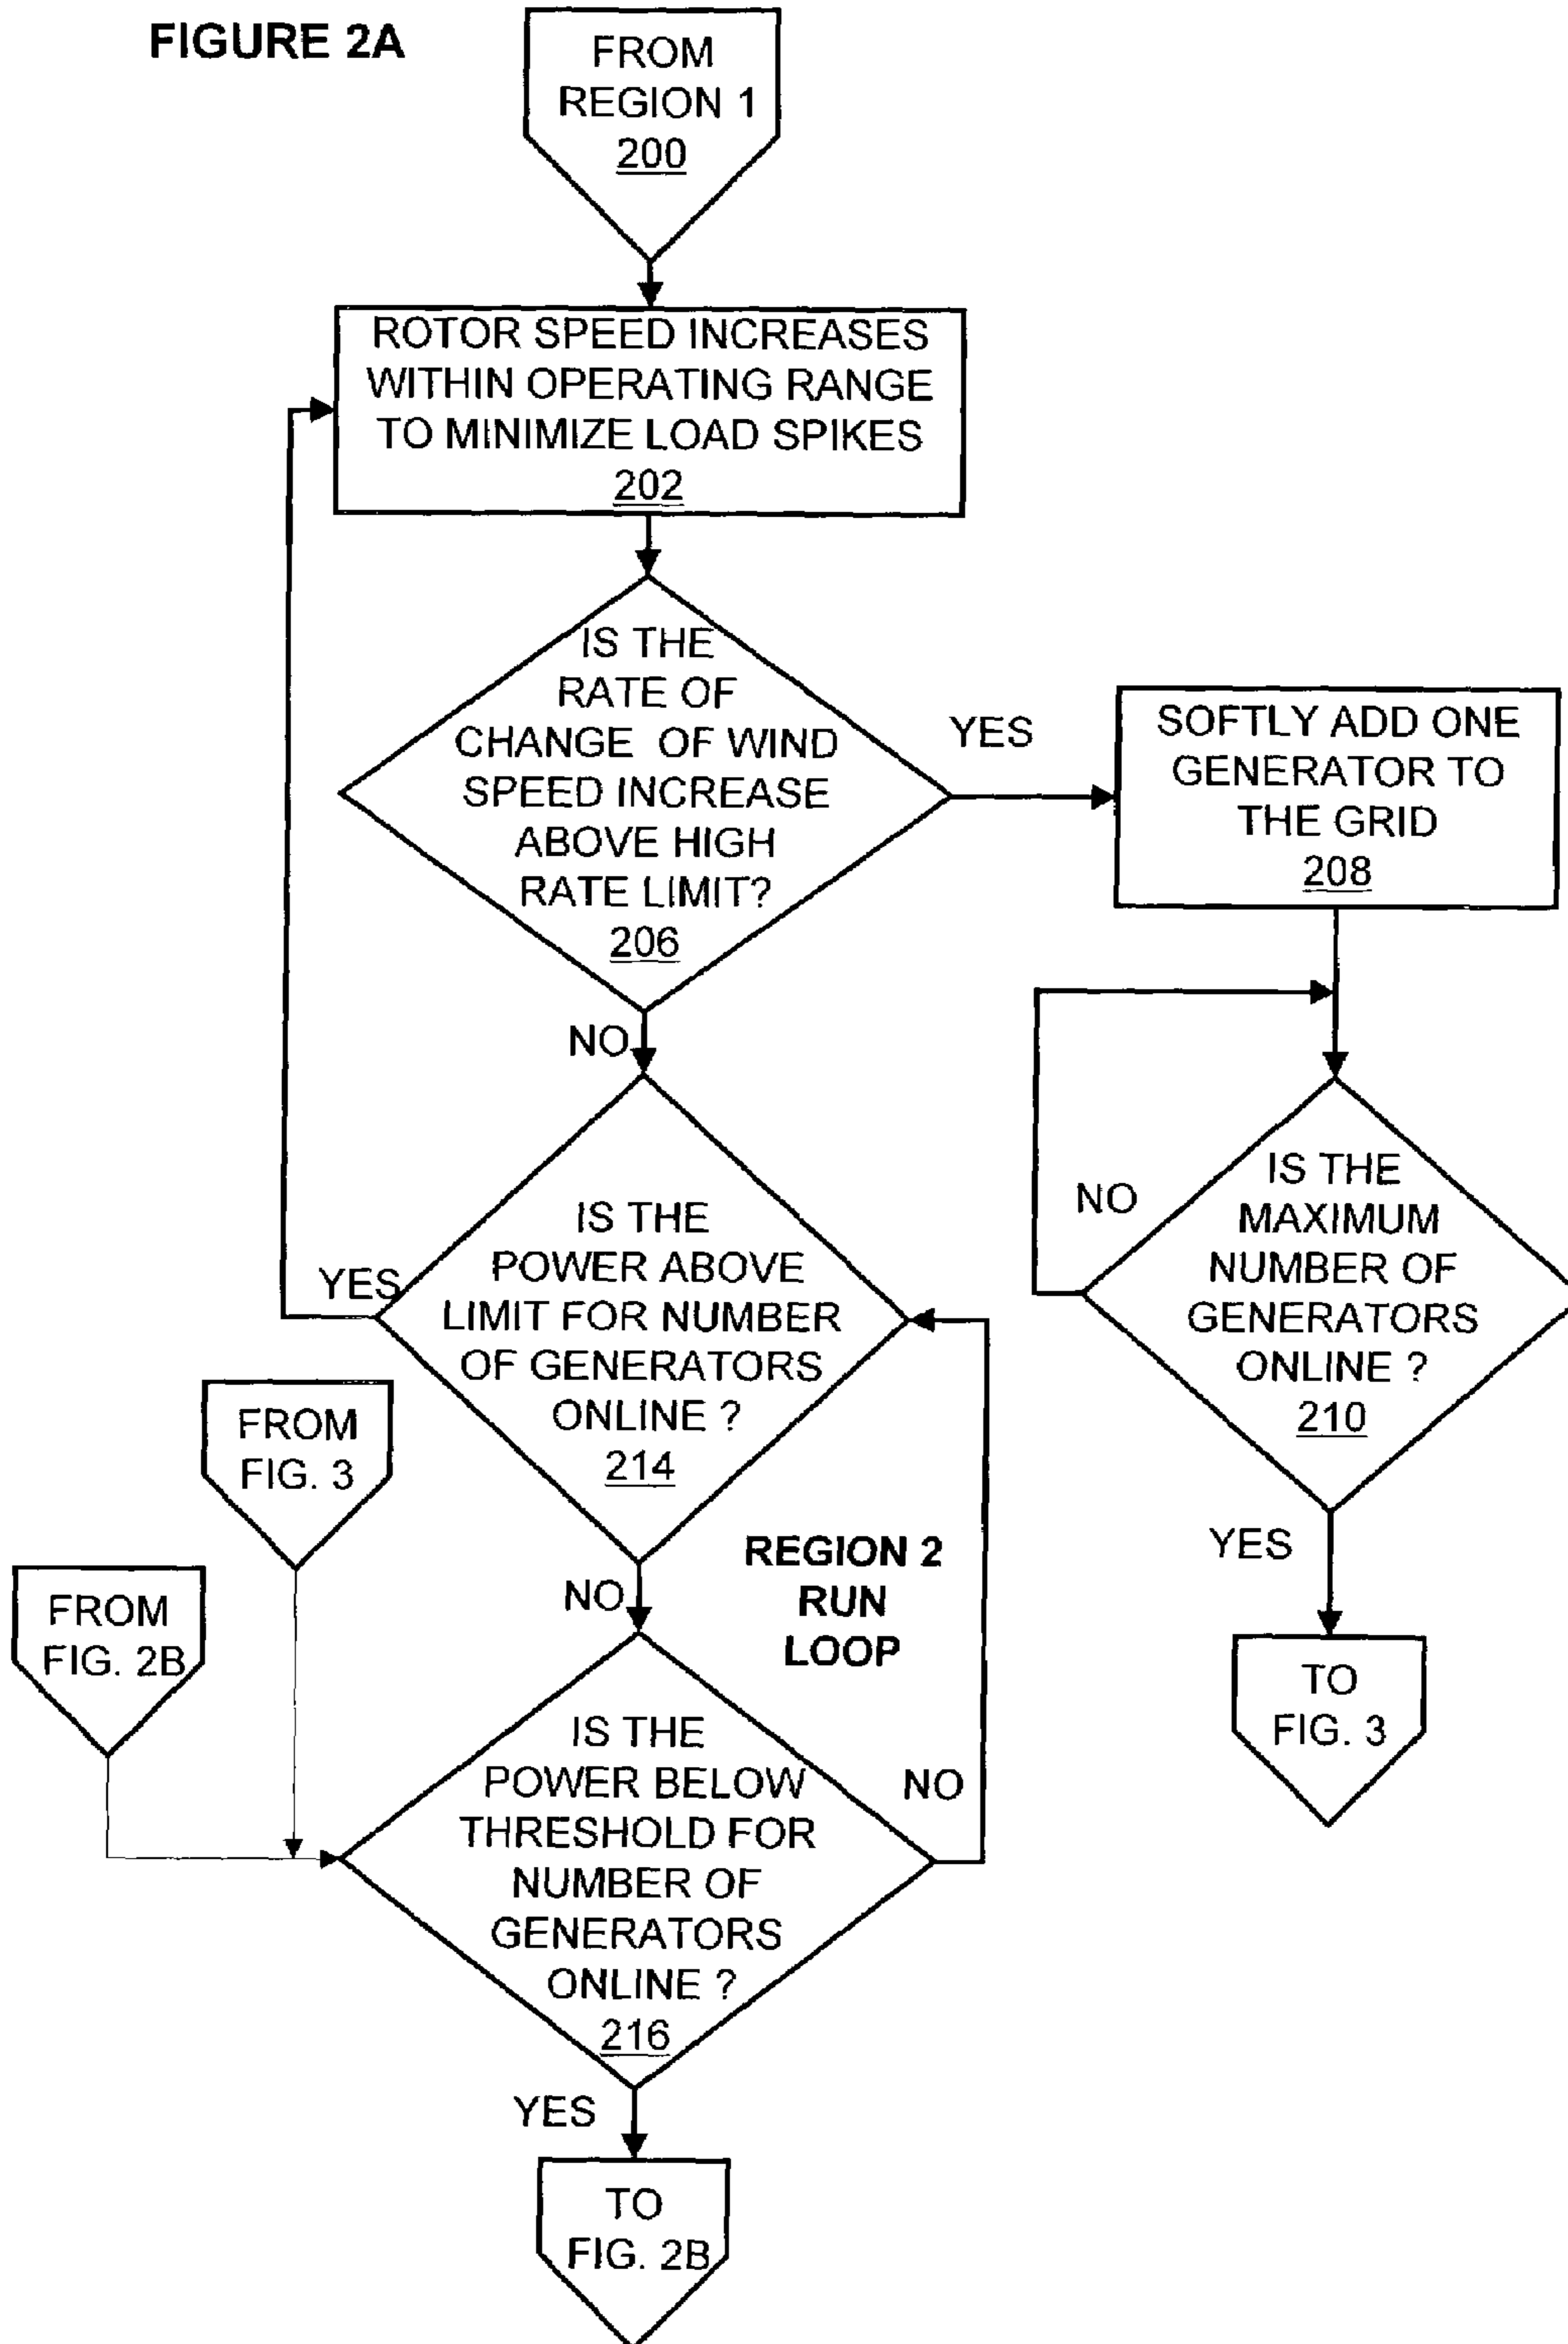 FIGURE 2A
FROM
REGION 1
200
ROTOR SPEED INCREASES
WITHIN OPERATING RANGE
TO MINIMIZE LOAD SPIKES
202
IS THE
RATE OF
CHANGE OF WIND
SPEED INCREASE
ABOVE HIGH
RATE LIMIT?
206
YES
SOFTLY ADD ONE
GENERATOR TO
THE GRID
208
NO
IS THE
MAXIMUM
NUMBER OF
GENERATORS
ONLINE ?
210
NO
YES
TO
FIG. 3
IS THE
POWER ABOVE
LIMIT FOR NUMBER
OF GENERATORS
ONLINE ?
214
YES
NO
FROM
FIG. 3
FROM
FIG. 2B
REGION 2
RUN
LOOP
IS THE
POWER BELOW
THRESHOLD FOR
NUMBER OF
GENERATORS
ONLINE ?
216
NO
YES
TO
FIG. 2B